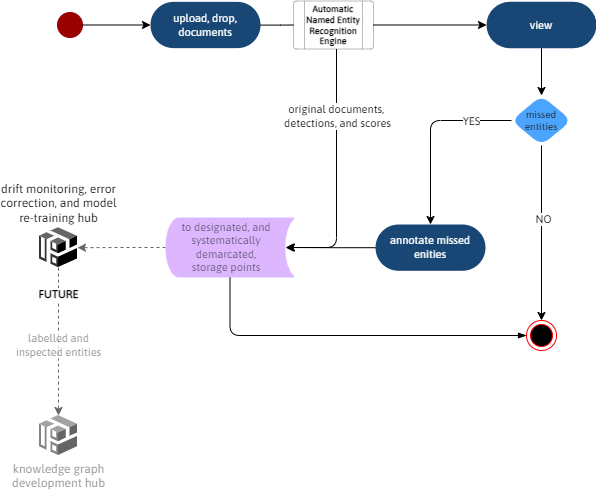 upload, drop,
documents
Automatic
Named Entity
Recognition
Engine
view
original documents,
detections, and scores
missed
entities
YES
drift monitoring, error
correction, and model
re-training hub
to designated, and
systematically
demarcated,
storage points
annotate missed
enities
NO
FUTURE
labelled and
inspected entities
knowledge graph
development hub